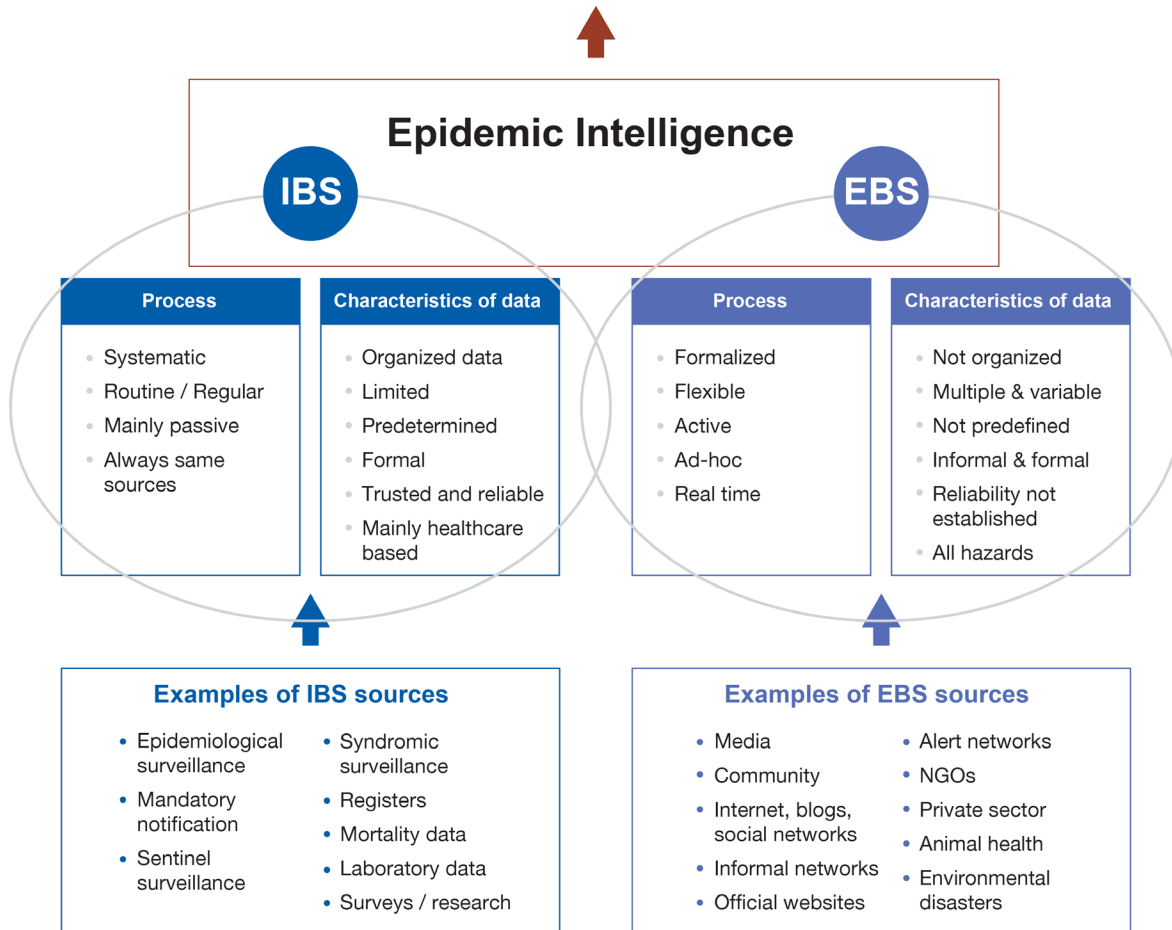 Epidemic Intelligence
IBS
EBS
Process
Systematic
Routine / Regular
Mainly passive
Always same
sources
Characteristics of data
Organized data
Limited
Predetermined
Formal
Trusted and reliable
Mainly healthcare
based
Process
Formalized
Flexible
Active
Ad-hoc
Real time
Characteristics of data
Not organized
Multiple & variable
Not predefined
Informal & formal
Reliability not
established
All hazards
Examples of IBS sources
Epidemiological
surveillance
Mandatory
notification
Sentinel
surveillance
Syndromic
surveillance
Registers
Mortality data
Laboratory data
Surveys / research
Examples of EBS sources
Media
Community
Internet, blogs,
social networks
Informal networks
Official websites
Alert networks
NGOs
Private sector
Animal health
Environmental
disasters